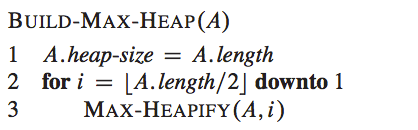 BUILD-MAX-HEAP(A)
1 A.heap-size = A.length
2 for i = ⌊A.length/2⌋ downto 1
3 MAX-HEAPIFY(A, i)